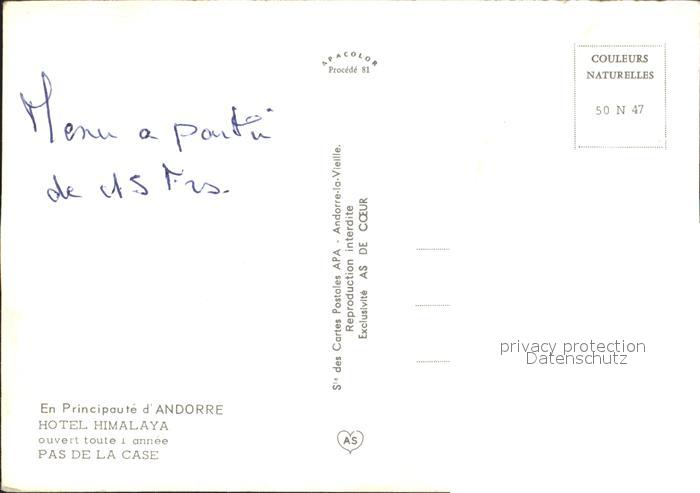 APACOLOR
Procédé 81
COULEURS
NATURELLES
50 N 47
Menu a partir
de 15 Frs.
Sté des Cartes Postales APA - Andorre-la-Vieille.
Reproduction interdite
Exclusivité AS DE CŒUR
privacy protection
Datenschutz
En Principauté d'ANDORRE
HOTEL HIMALAYA
ouvert toute l année
PAS DE LA CASE
AS